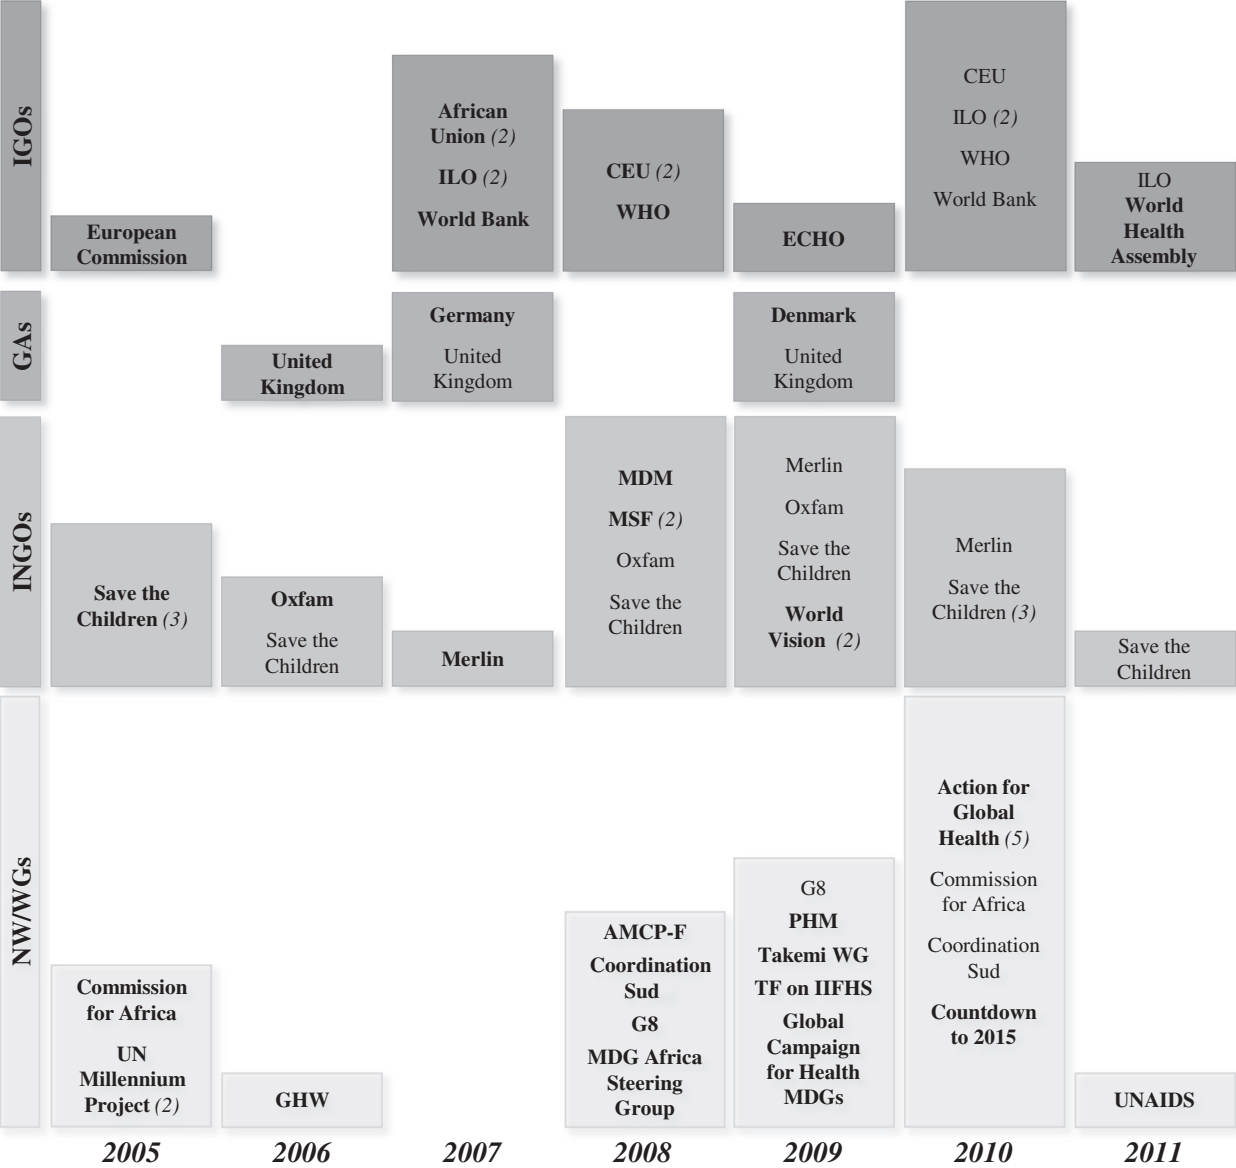 IGOs
European
Commission
African
Union (2)
ILO (2)
World Bank
CEU (2)
WHO
ECHO
CEU
ILO (2)
WHO
World Bank
ILO
World
Health
Assembly
GAs
United
Kingdom
Germany
United
Kingdom
Denmark
United
Kingdom
INGOs
Save the
Children (3)
Oxfam
Save the
Children
Merlin
MDM
MSF (2)
Oxfam
Save the
Children
Merlin
Oxfam
Save the
Children
World
Vision (2)
Merlin
Save the
Children (3)
Save the
Children
NW/WGs
Commission
for Africa
UN
Millennium
Project (2)
GHW
AMCP-F
Coordination
Sud
G8
MDG Africa
Steering
Group
G8
PHM
Takemi WG
TF on IIFHS
Global
Campaign
for Health
MDGs
Action for
Global
Health (5)
Commission
for Africa
Coordination
Sud
Countdown
to 2015
UNAIDS
2005 2006 2007 2008 2009 2010 2011